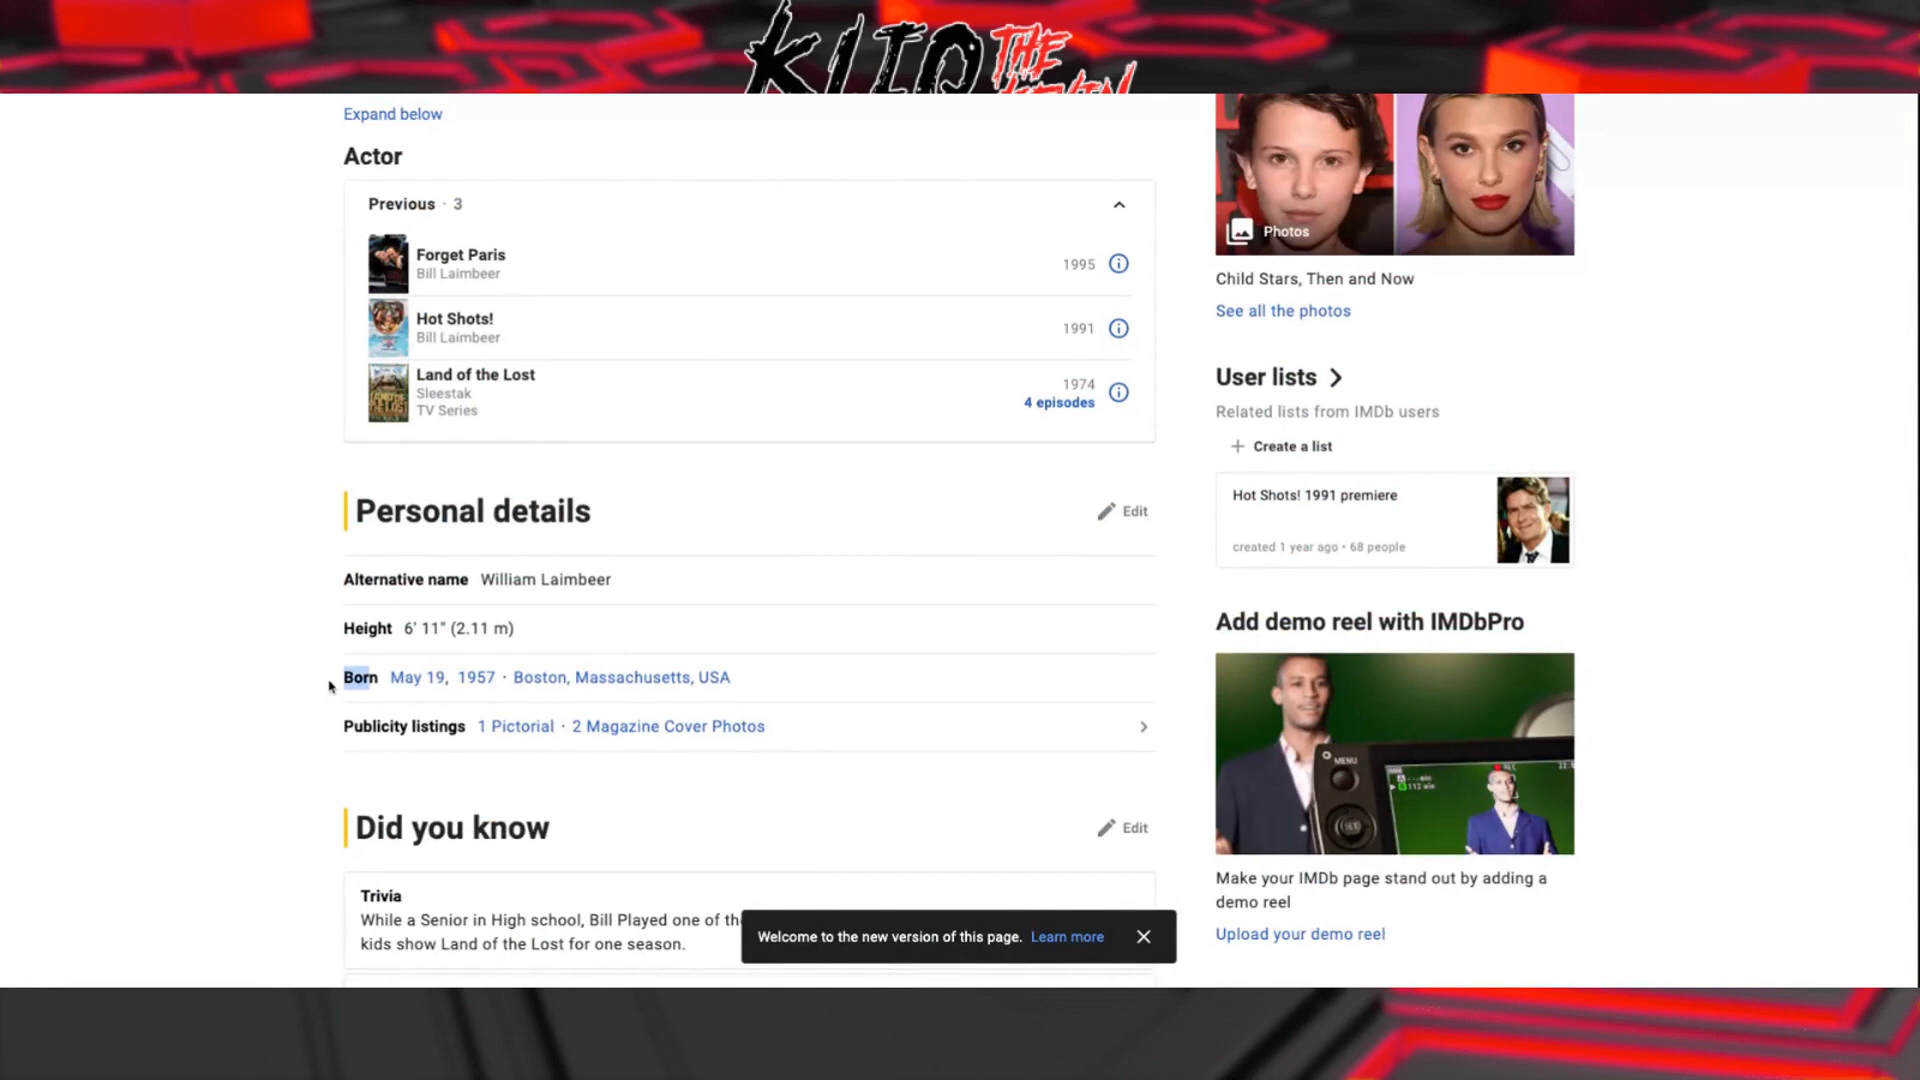 KLIQ THE
Expand below
Actor
Previous · 3
Forget Paris
Bill Laimbeer
1995
Hot Shots!
Bill Laimbeer
1991
Land of the Lost
Sleestak
TV Series
1974
4 episodes
Personal details
Edit
Alternative name William Laimbeer
Height 6' 11" (2.11 m)
Born May 19, 1957 · Boston, Massachusetts, USA
Publicity listings 1 Pictorial · 2 Magazine Cover Photos
Did you know
Edit
Trivia
While a Senior in High school, Bill Played one of the
kids show Land of the Lost for one season.
Welcome to the new version of this page. Learn more
Photos
Child Stars, Then and Now
See all the photos
User lists
Related lists from IMDb users
+ Create a list
Hot Shots! 1991 premiere
created 1 year ago • 68 people
Add demo reel with IMDbPro
MENU
SET
REC
112 min
Make your IMDb page stand out by adding a
demo reel
Upload your demo reel